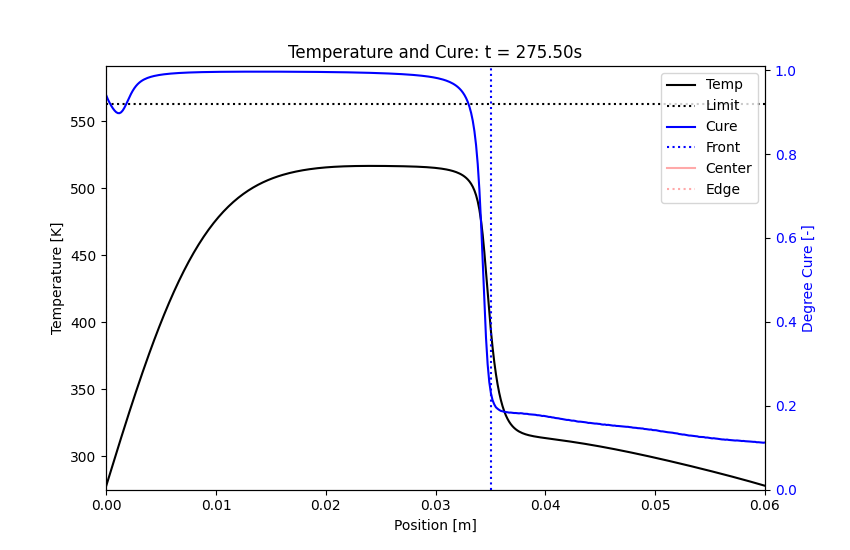 Temperature and Cure: t = 275.50s
Temp
Limit
Cure
Front
Center
Edge
550
500
450
400
350
300
Temperature [K]
1.0
0.8
0.6
0.4
0.2
0.0
Degree Cure [-]
0.00 0.01 0.02 0.03 0.04 0.05 0.06
Position [m]